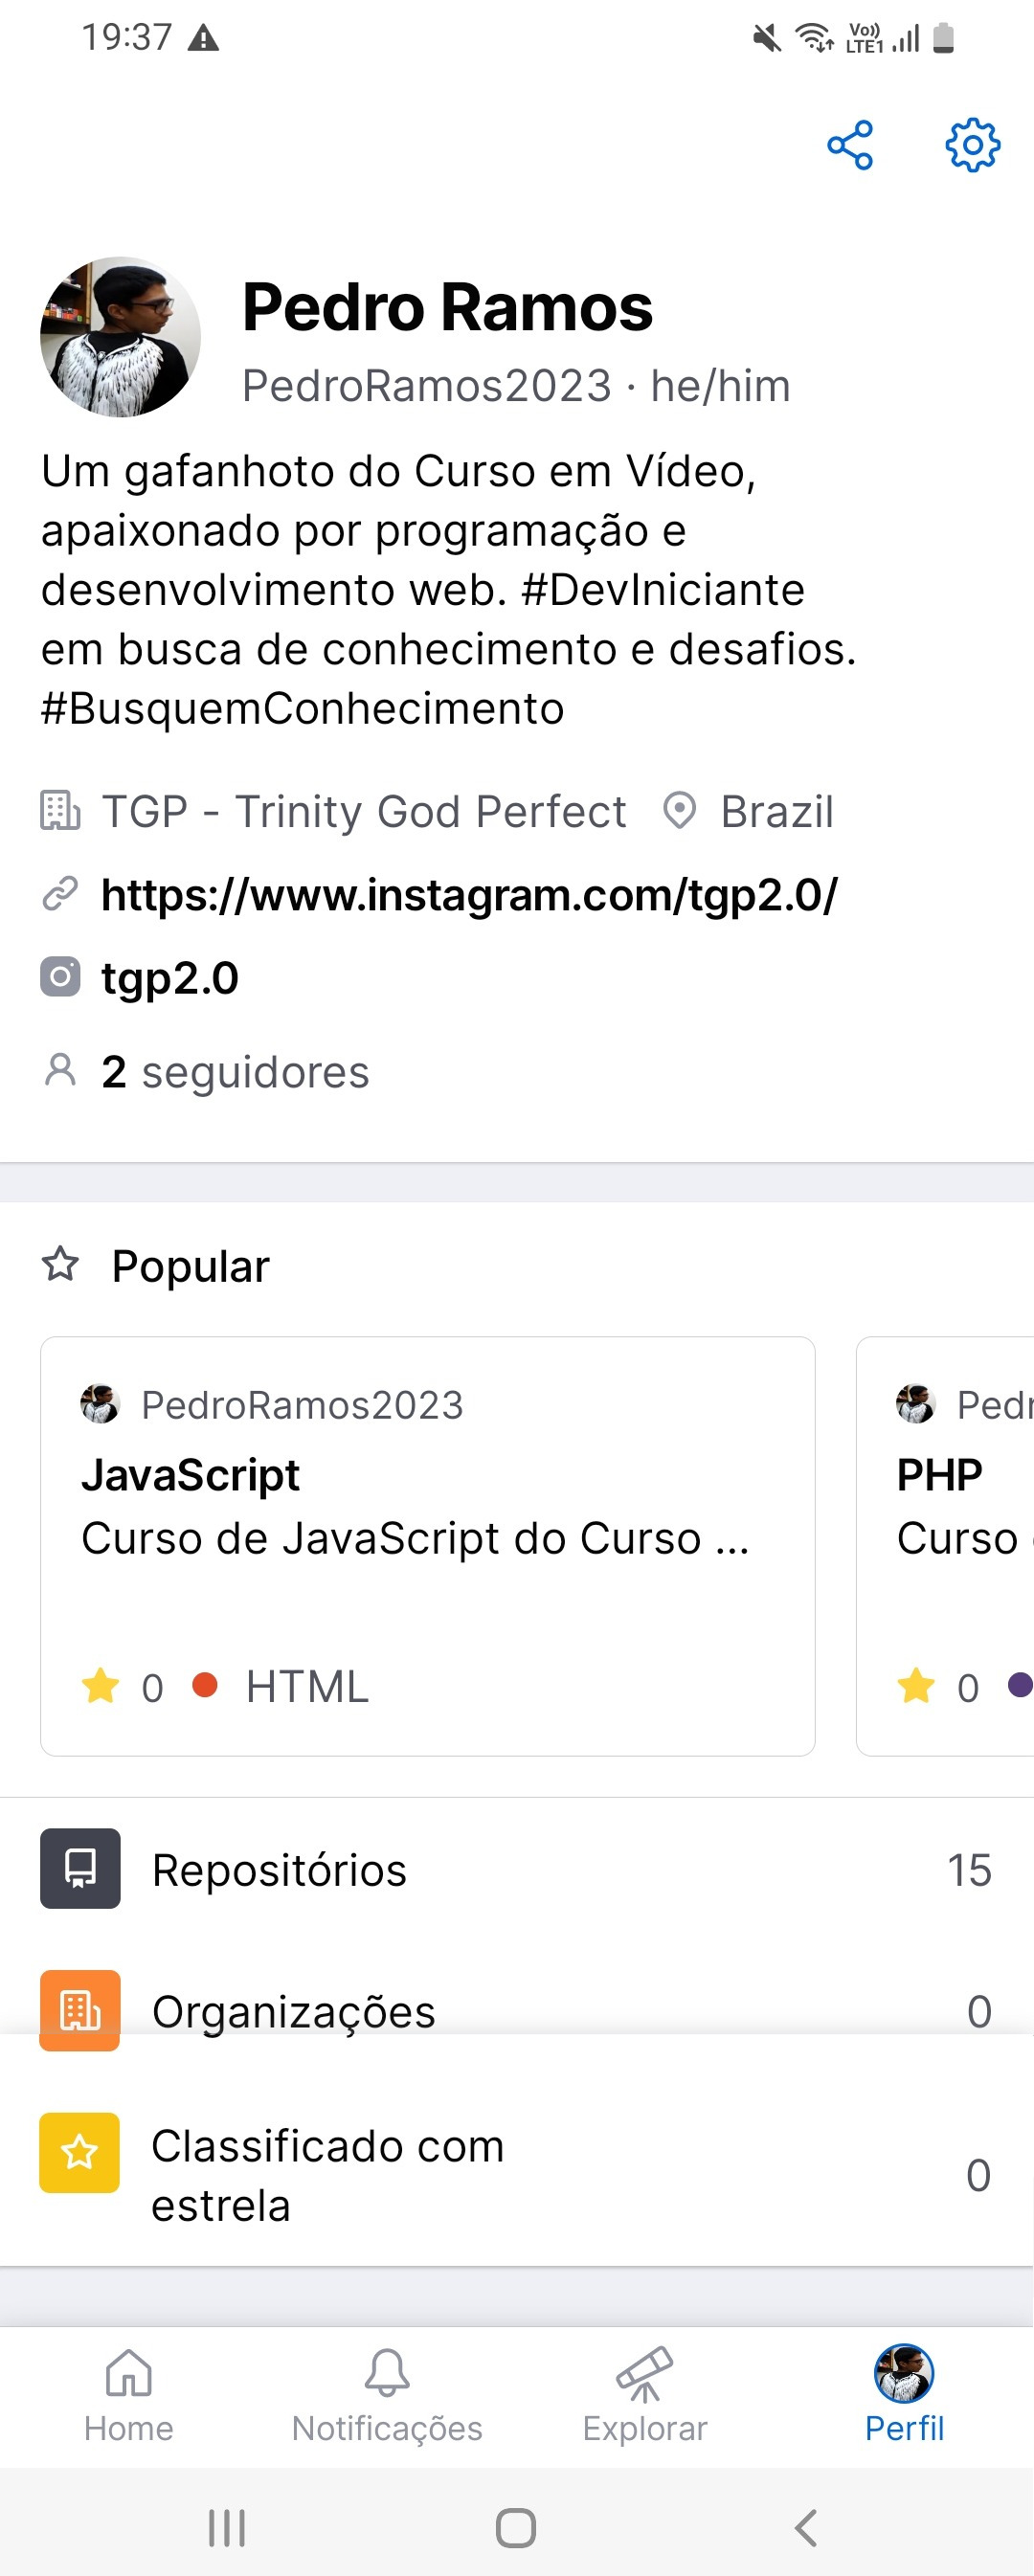 19:37
Vo)) LTE1
Pedro Ramos
PedroRamos2023 · he/him
Um gafanhoto do Curso em Vídeo,
apaixonado por programação e
desenvolvimento web. #DevIniciante
em busca de conhecimento e desafios.
#BusquemConhecimento
TGP - Trinity God Perfect Brazil
https://www.instagram.com/tgp2.0/
tgp2.0
2 seguidores
Popular
PedroRamos2023
JavaScript
Curso de JavaScript do Curso ...
0 HTML
Pedr
PHP
Curso
0
Repositórios 15
Organizações 0
Classificado com
estrela
0
Home Notificações Explorar Perfil